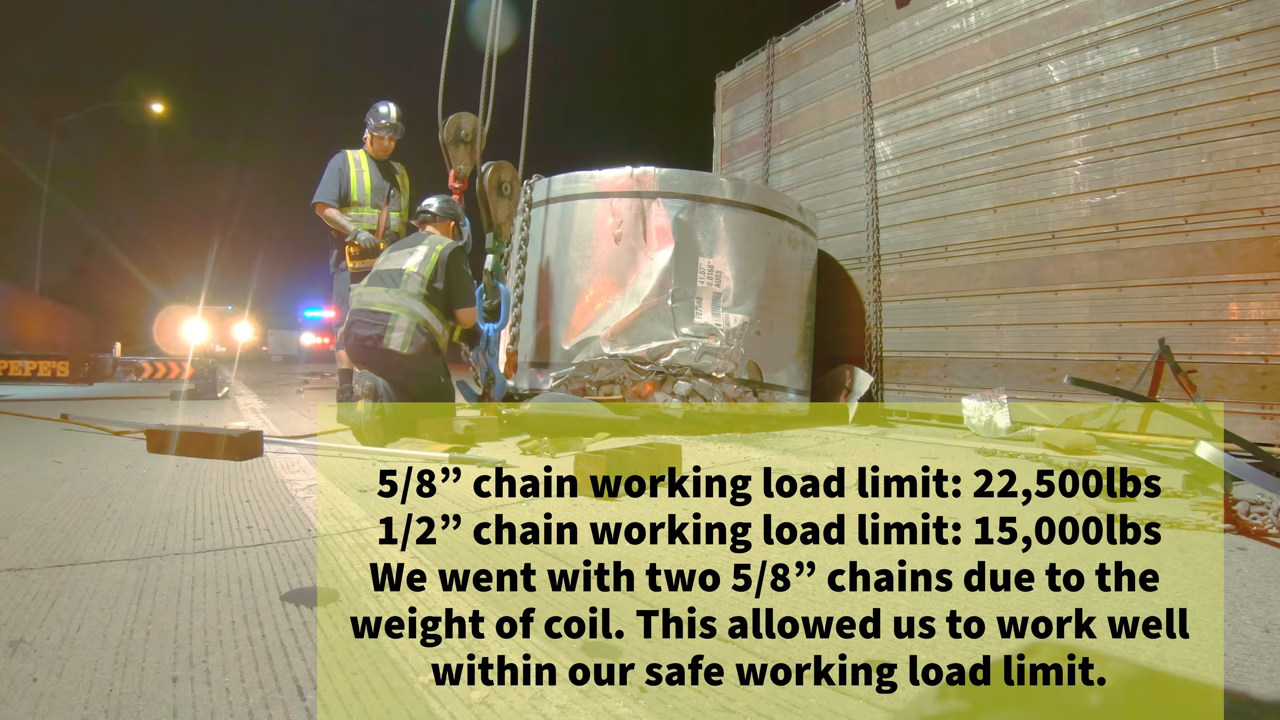 PEPE'S
5/8” chain working load limit: 22,500lbs
1/2” chain working load limit: 15,000lbs
We went with two 5/8” chains due to the
weight of coil. This allowed us to work well
within our safe working load limit.